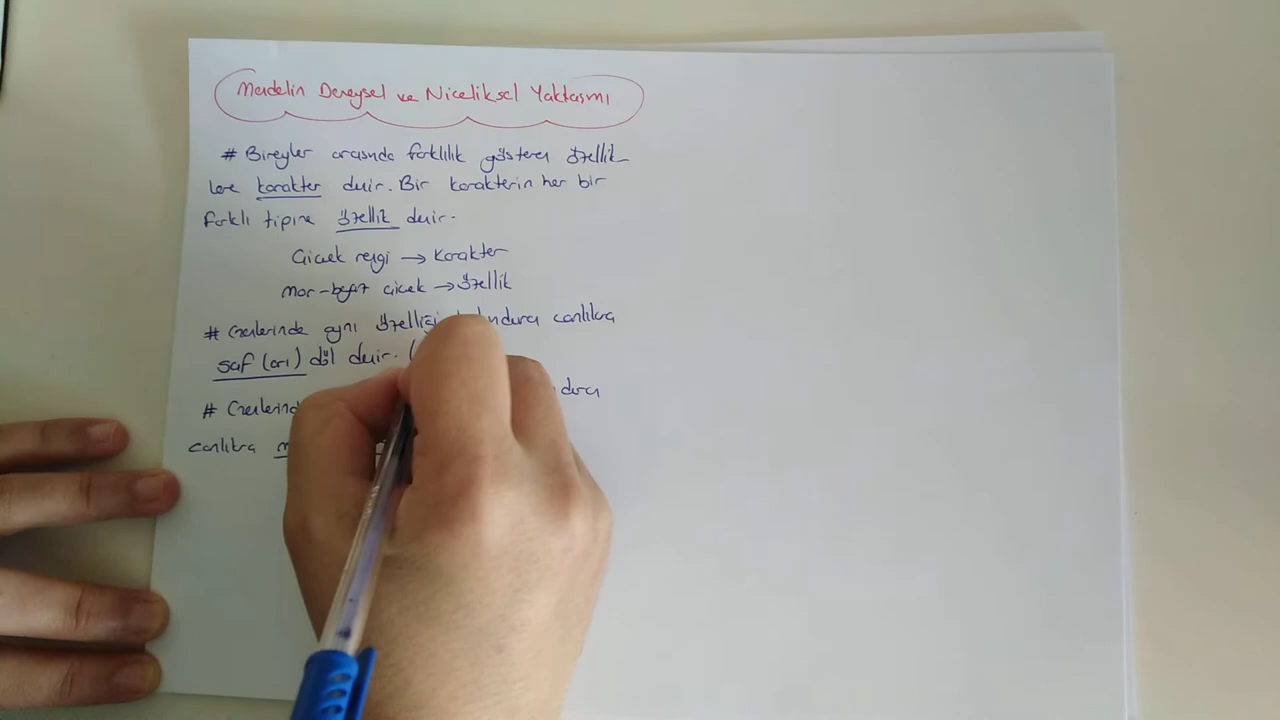 Mendelin Deneysel ve Niceliksel Yaklaşımı
# Bireyler arasında farklılık gösteren özellik
lere karakter denir. Bir karakterin her bir
farklı tipine özellik denir.
Çiçek rengi → Karakter
mor-beyaz çiçek → özellik
# Genlerinde aynı özelliği canlılara
saf (arı) döl denir. (
# Genlerinde
canlılara